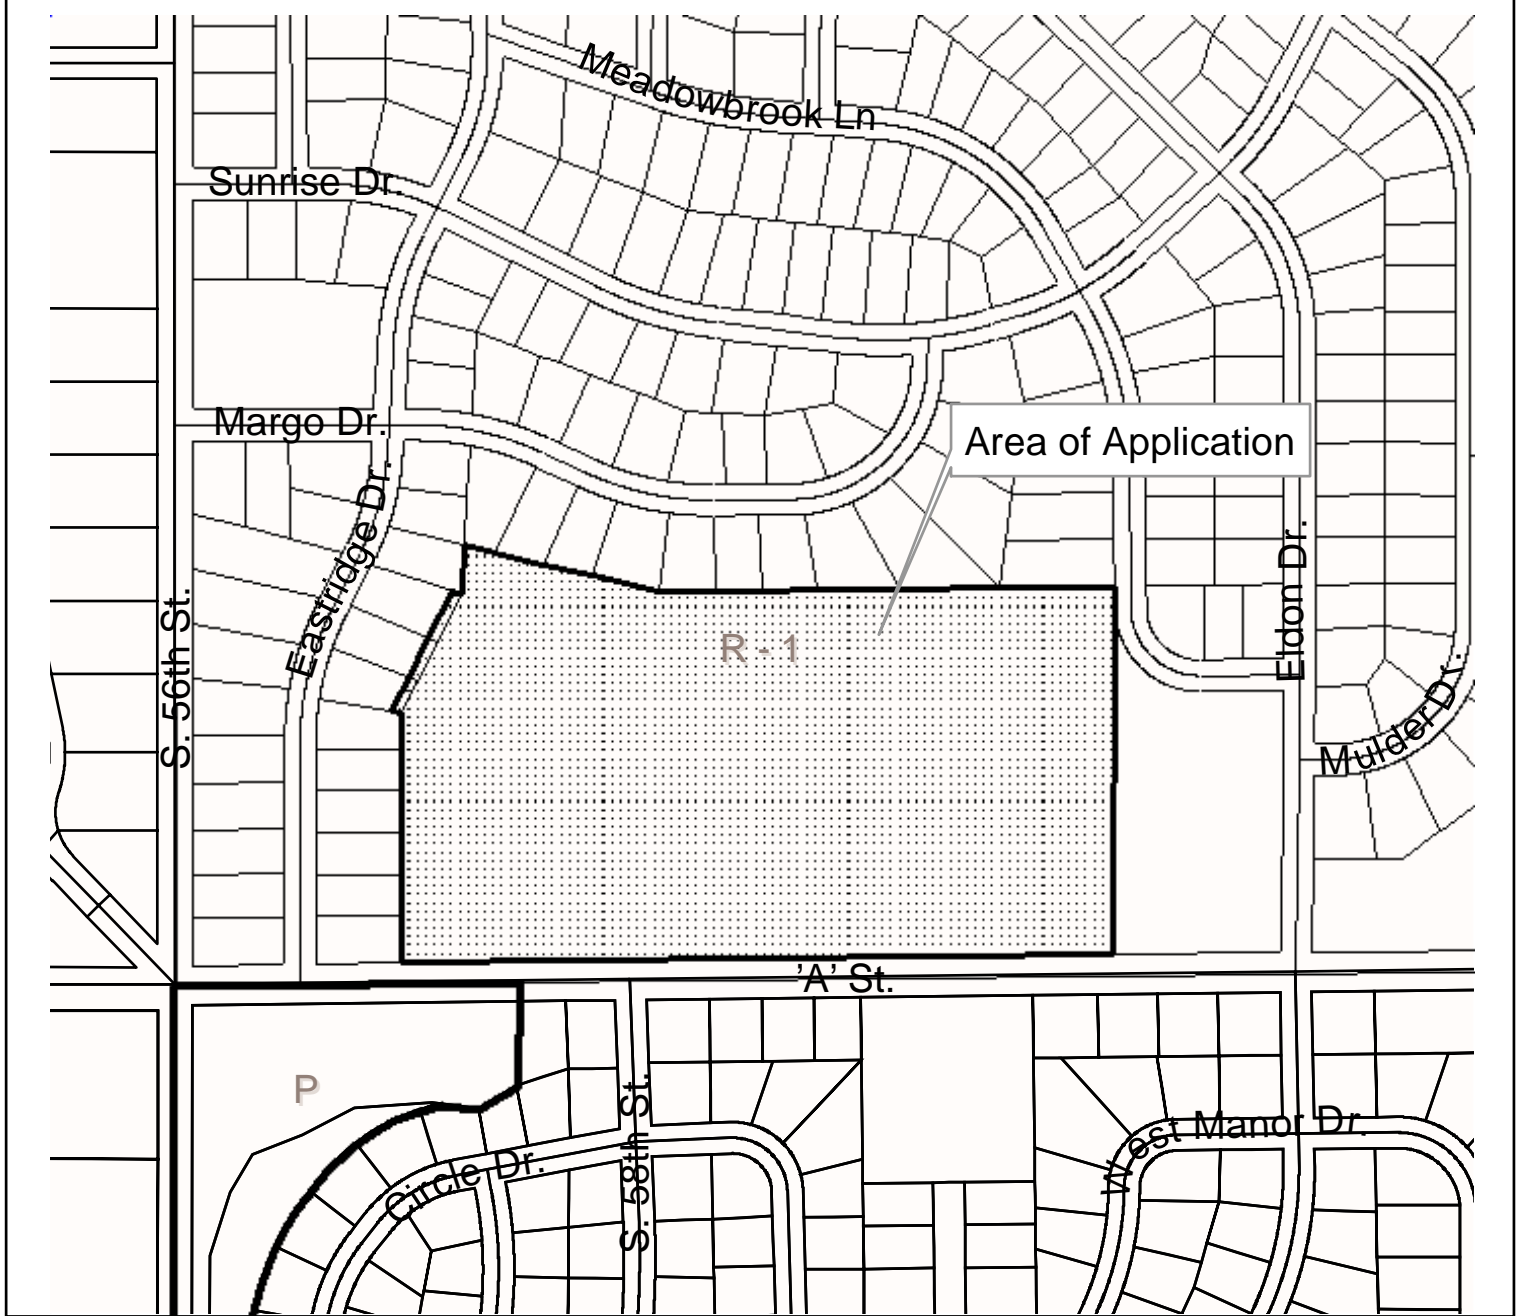 Meadowbrook Ln
Sunrise Dr.
Margo Dr.
Area of Application
Eastridge Dr.
S. 56th St.
R - 1
Eldon Dr.
Mulder Dr.
'A' St.
P
S. 58th St.
Circle Dr.
West Manor Dr.